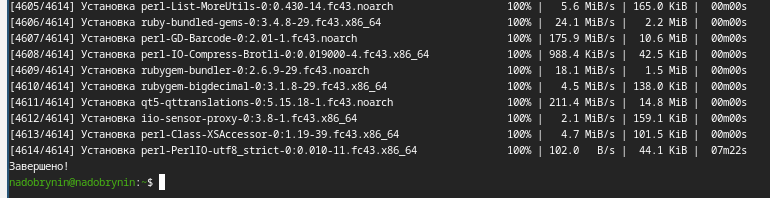 [4605/4614] Установка perl-List-MoreUtils-0:0.430-14.fc43.noarch 100% | 5.6 MiB/s | 165.0 KiB | 00m00s
[4606/4614] Установка ruby-bundled-gems-0:3.4.8-29.fc43.x86_64 100% | 24.1 MiB/s | 2.2 MiB | 00m00s
[4607/4614] Установка perl-GD-Barcode-0:2.01-1.fc43.noarch 100% | 175.9 MiB/s | 10.6 MiB | 00m00s
[4608/4614] Установка perl-IO-Compress-Brotli-0:0.019000-4.fc43.x86_64 100% | 988.4 KiB/s | 42.5 KiB | 00m00s
[4609/4614] Установка rubygem-bundler-0:2.6.9-29.fc43.noarch 100% | 18.1 MiB/s | 1.5 MiB | 00m00s
[4610/4614] Установка rubygem-bigdecimal-0:3.1.8-29.fc43.x86_64 100% | 4.5 MiB/s | 138.0 KiB | 00m00s
[4611/4614] Установка qt5-qttranslations-0:5.15.18-1.fc43.noarch 100% | 211.4 MiB/s | 14.8 MiB | 00m00s
[4612/4614] Установка iio-sensor-proxy-0:3.8-1.fc43.x86_64 100% | 2.1 MiB/s | 159.1 KiB | 00m00s
[4613/4614] Установка perl-Class-XSAccessor-0:1.19-39.fc43.x86_64 100% | 4.7 MiB/s | 101.5 KiB | 00m00s
[4614/4614] Установка perl-PerlIO-utf8_strict-0:0.010-11.fc43.x86_64 100% | 102.0 B/s | 44.1 KiB | 07m22s
Завершено!
nadobrynin@nadobrynin:~$